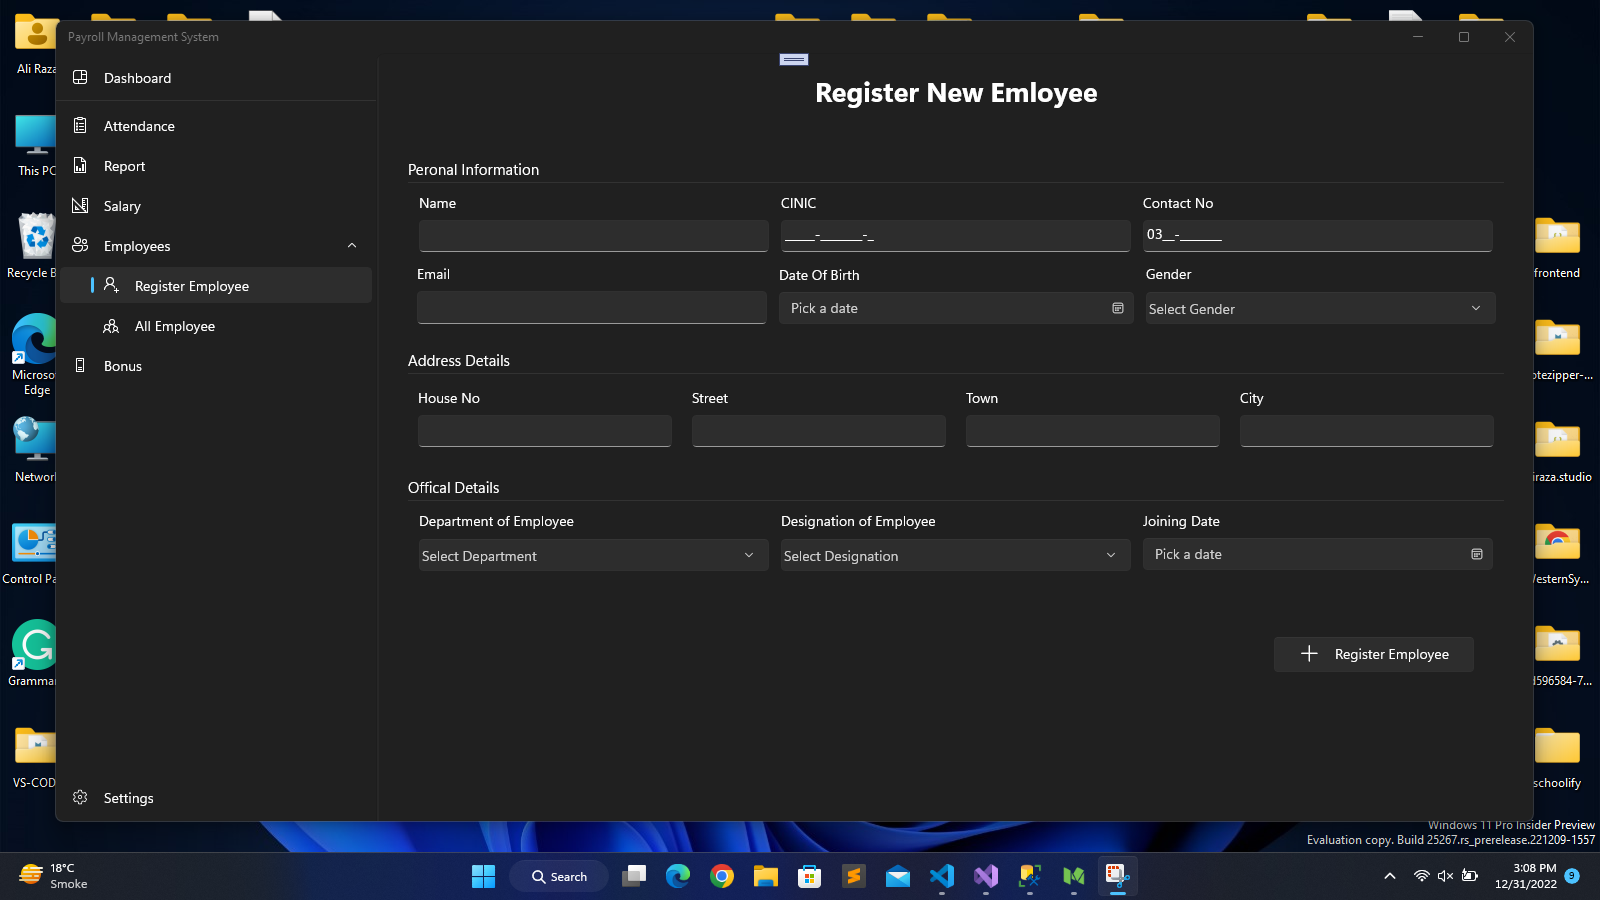 Payroll Management System
Ali Raza
This PC
Recycle B
Microso
Edge
Networ
Control Pa
Gramma
VS-COD
Dashboard
Attendance
Report
Salary
Employees
Register Employee
All Employee
Bonus
Settings
Register New Emloyee
Peronal Information
Name
CINIC
Contact No
_____-_______-_
03__-_______
Email
Date Of Birth
Gender
Pick a date
Select Gender
Address Details
House No
Street
Town
City
Offical Details
Department of Employee
Designation of Employee
Joining Date
Select Department
Select Designation
Pick a date
Register Employee
frontend
otezipper-...
iraza.studio
VesternSy...
d596584-7...
schoolify
Windows 11 Pro Insider Preview
Evaluation copy. Build 25267.rs_prerelease.221209-1557
18°C
Smoke
Search
3:08 PM
12/31/2022
9